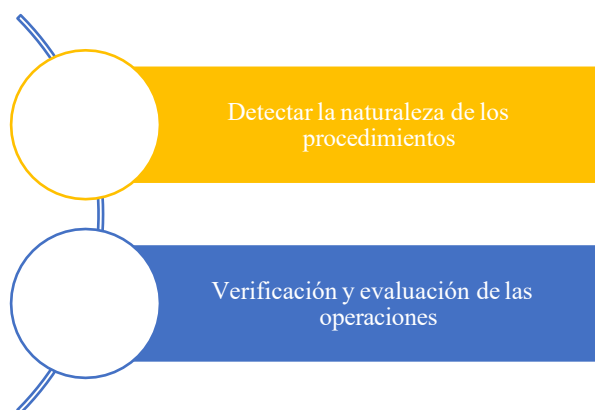 Detectar la naturaleza de los
procedimientos
Verificación y evaluación de las
operaciones